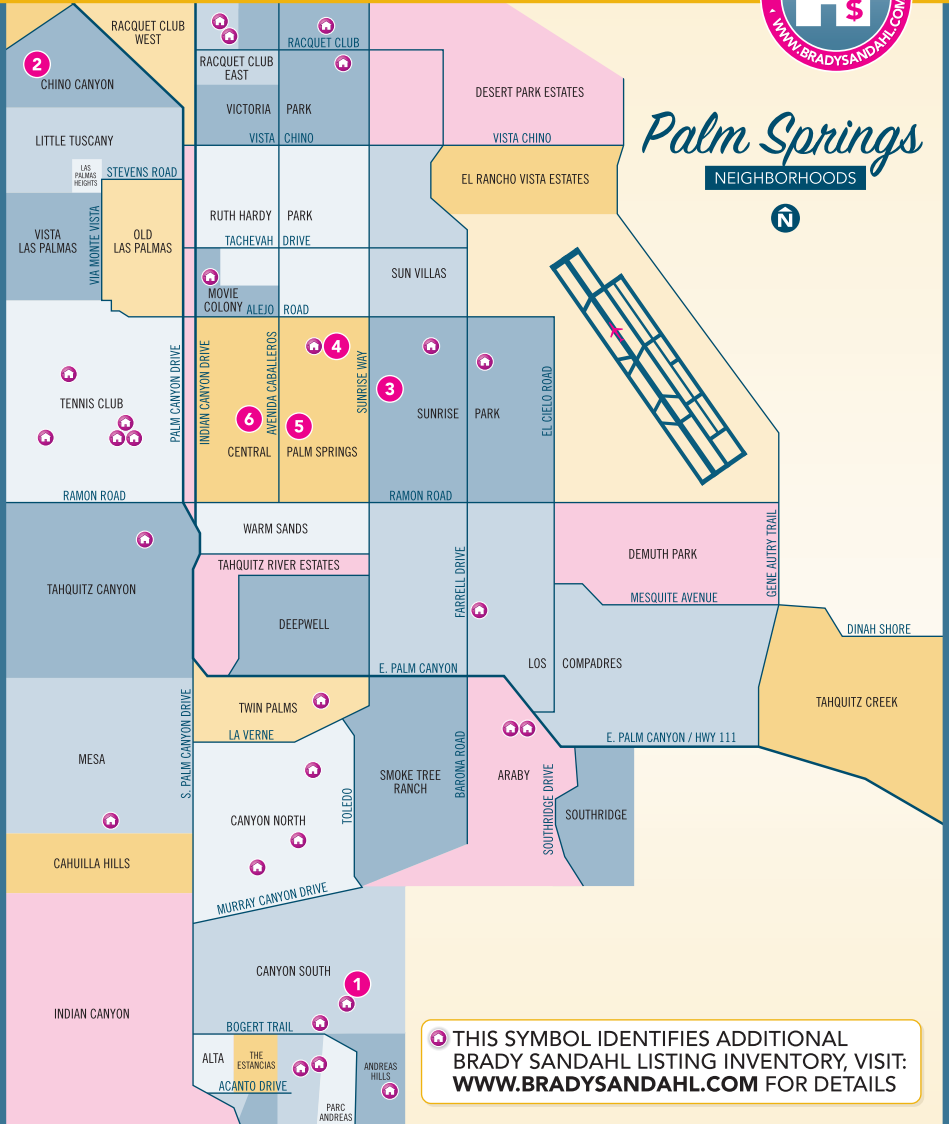 RACQUET CLUB
WEST
RACQUET CLUB
$
WWW.BRADYSANDAHL.COM
2
CHINO CANYON
RACQUET CLUB
EAST
DESERT PARK ESTATES
VICTORIA PARK
VISTA CHINO
VISTA CHINO
Palm Springs
NEIGHBORHOODS
N
LITTLE TUSCANY
LAS
PALMAS
HEIGHTS
STEVENS ROAD
EL RANCHO VISTA ESTATES
VISTA
LAS PALMAS
VIA MONTE VISTA
OLD
LAS PALMAS
RUTH HARDY PARK
TACHEVAH DRIVE
SUN VILLAS
MOVIE
COLONY
ALEJO ROAD
PALM CANYON DRIVE
INDIAN CANYON DRIVE
AVENIDA CABALLEROS
SUNRISE WAY
EL CIELO ROAD
4
3
6
5
TENNIS CLUB
SUNRISE PARK
CENTRAL PALM SPRINGS
RAMON ROAD
RAMON ROAD
WARM SANDS
TAHQUITZ RIVER ESTATES
TAHQUITZ CANYON
DEEPWELL
FARRELL DRIVE
DEMUTH PARK
GENE AUTRY TRAIL
MESQUITE AVENUE
DINAH SHORE
E. PALM CANYON
LOS COMPADRES
TAHQUITZ CREEK
S. PALM CANYON DRIVE
TWIN PALMS
LA VERNE
E. PALM CANYON / HWY 111
MESA
SMOKE TREE
RANCH
BARONA ROAD
ARABY
TOLEDO
SOUTHRIDGE DRIVE
SOUTHRIDGE
CANYON NORTH
CAHUILLA HILLS
MURRAY CANYON DRIVE
CANYON SOUTH
1
INDIAN CANYON
BOGERT TRAIL
ALTA
THE
ESTANCIAS
ACANTO DRIVE
ANDREAS
HILLS
PARC
ANDREAS
THIS SYMBOL IDENTIFIES ADDITIONAL
BRADY SANDAHL LISTING INVENTORY, VISIT:
WWW.BRADYSANDAHL.COM FOR DETAILS